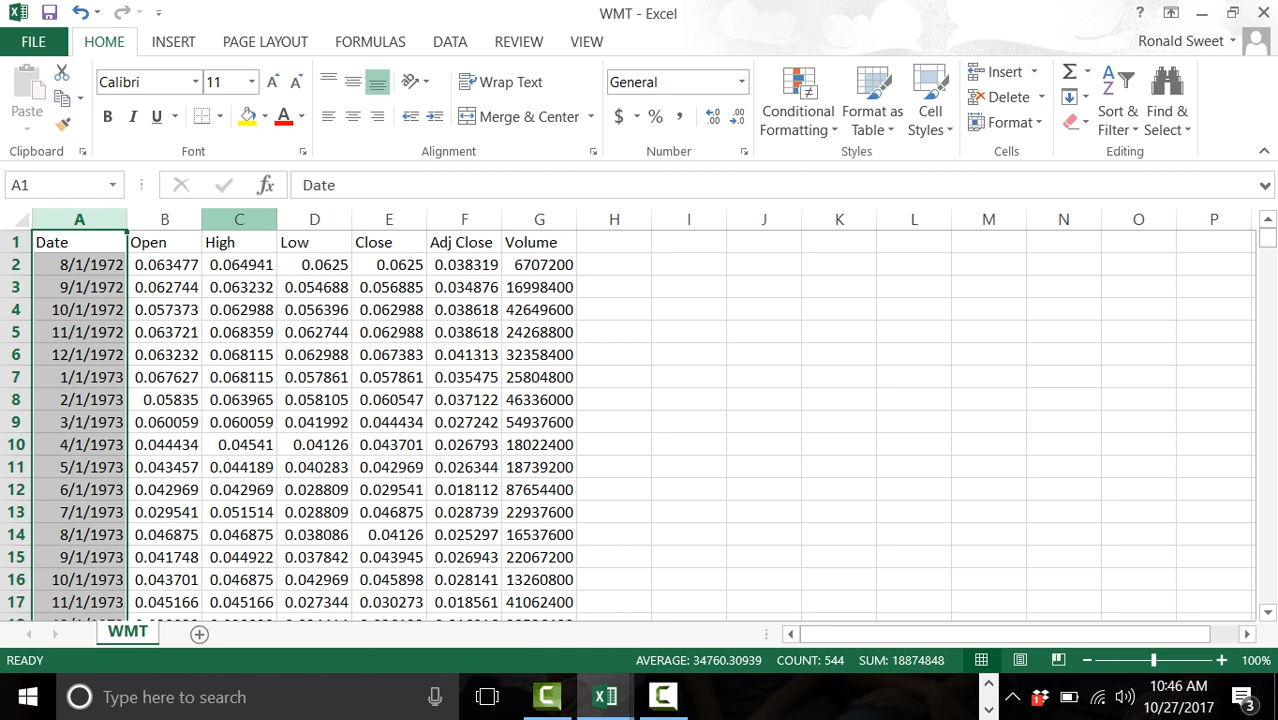 WMT - Excel
?
FILE HOME INSERT PAGE LAYOUT FORMULAS DATA REVIEW VIEW Ronald Sweet
Paste Calibri 11 A A Wrap Text General Conditional Formatting Format as Table Cell Styles Insert Σ A Z Sort & Filter Find & Select
B I U A Merge & Center $ % , .0 .00 .00 .0 Delete
Format
Clipboard Font Alignment Number Styles Cells Editing
A1 fx Date
A B C D E F G H I J K L M N O P
1 Date Open High Low Close Adj Close Volume
2 8/1/1972 0.063477 0.064941 0.0625 0.0625 0.038319 6707200
3 9/1/1972 0.062744 0.063232 0.054688 0.056885 0.034876 16998400
4 10/1/1972 0.057373 0.062988 0.056396 0.062988 0.038618 42649600
5 11/1/1972 0.063721 0.068359 0.062744 0.062988 0.038618 24268800
6 12/1/1972 0.063232 0.068115 0.062988 0.067383 0.041313 32358400
7 1/1/1973 0.067627 0.068115 0.057861 0.057861 0.035475 25804800
8 2/1/1973 0.05835 0.063965 0.058105 0.060547 0.037122 46336000
9 3/1/1973 0.060059 0.060059 0.041992 0.044434 0.027242 54937600
10 4/1/1973 0.044434 0.04541 0.04126 0.043701 0.026793 18022400
11 5/1/1973 0.043457 0.044189 0.040283 0.042969 0.026344 18739200
12 6/1/1973 0.042969 0.042969 0.028809 0.029541 0.018112 87654400
13 7/1/1973 0.029541 0.051514 0.028809 0.046875 0.028739 22937600
14 8/1/1973 0.046875 0.046875 0.038086 0.04126 0.025297 16537600
15 9/1/1973 0.041748 0.044922 0.037842 0.043945 0.026943 22067200
16 10/1/1973 0.043701 0.046875 0.042969 0.045898 0.028141 13260800
17 11/1/1973 0.045166 0.045166 0.027344 0.030273 0.018561 41062400
WMT
READY AVERAGE: 34760.30939 COUNT: 544 SUM: 18874848 100%
Type here to search 10:46 AM
10/27/2017 3